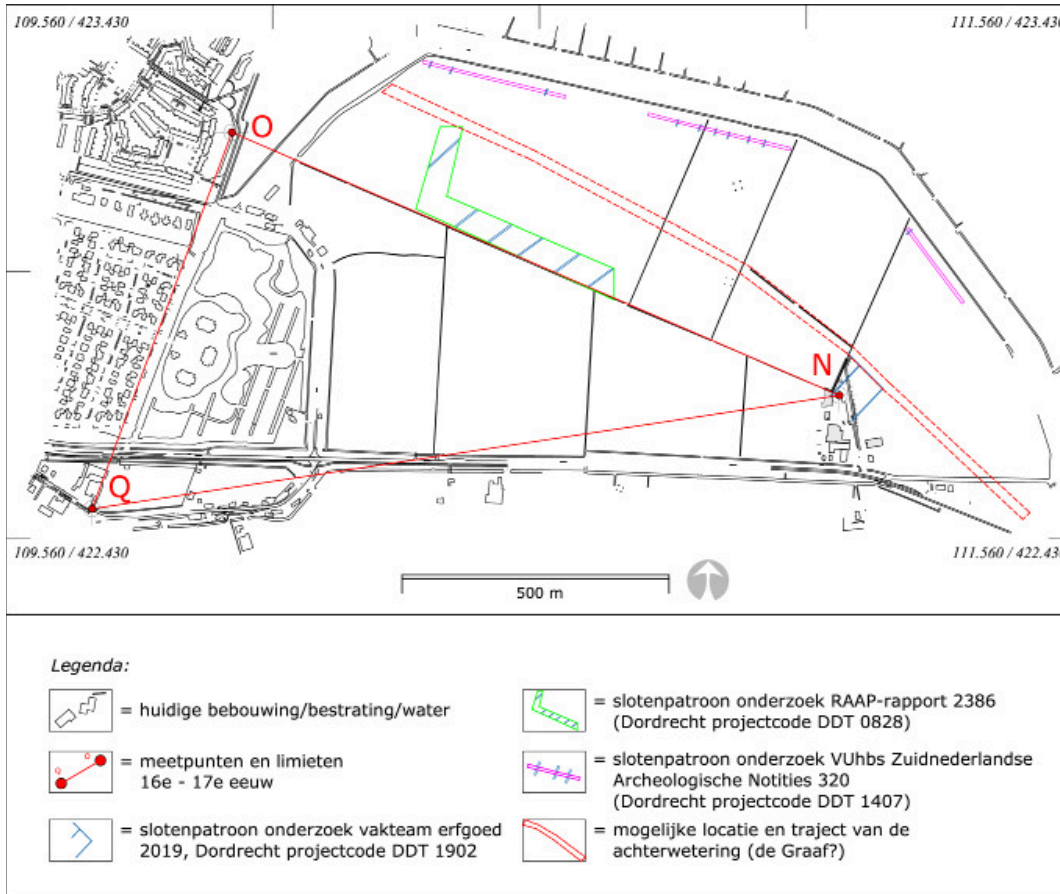 109.560 / 423.430
111.560 / 423.430
O
N
Q
109.560 / 422.430
111.560 / 422.430
500 m
Legenda:
= huidige bebouwing/bestrating/water
= meetpunten en limieten
16e - 17e eeuw
= slotenpatroon onderzoek vakteam erfgoed
2019, Dordrecht projectcode DDT 1902
= slotenpatroon onderzoek RAAP-rapport 2386
(Dordrecht projectcode DDT 0828)
= slotenpatroon onderzoek VUhbs Zuidnederlandse
Archeologische Notities 320
(Dordrecht projectcode DDT 1407)
= mogelijke locatie en traject van de
achterwetering (de Graaf?)